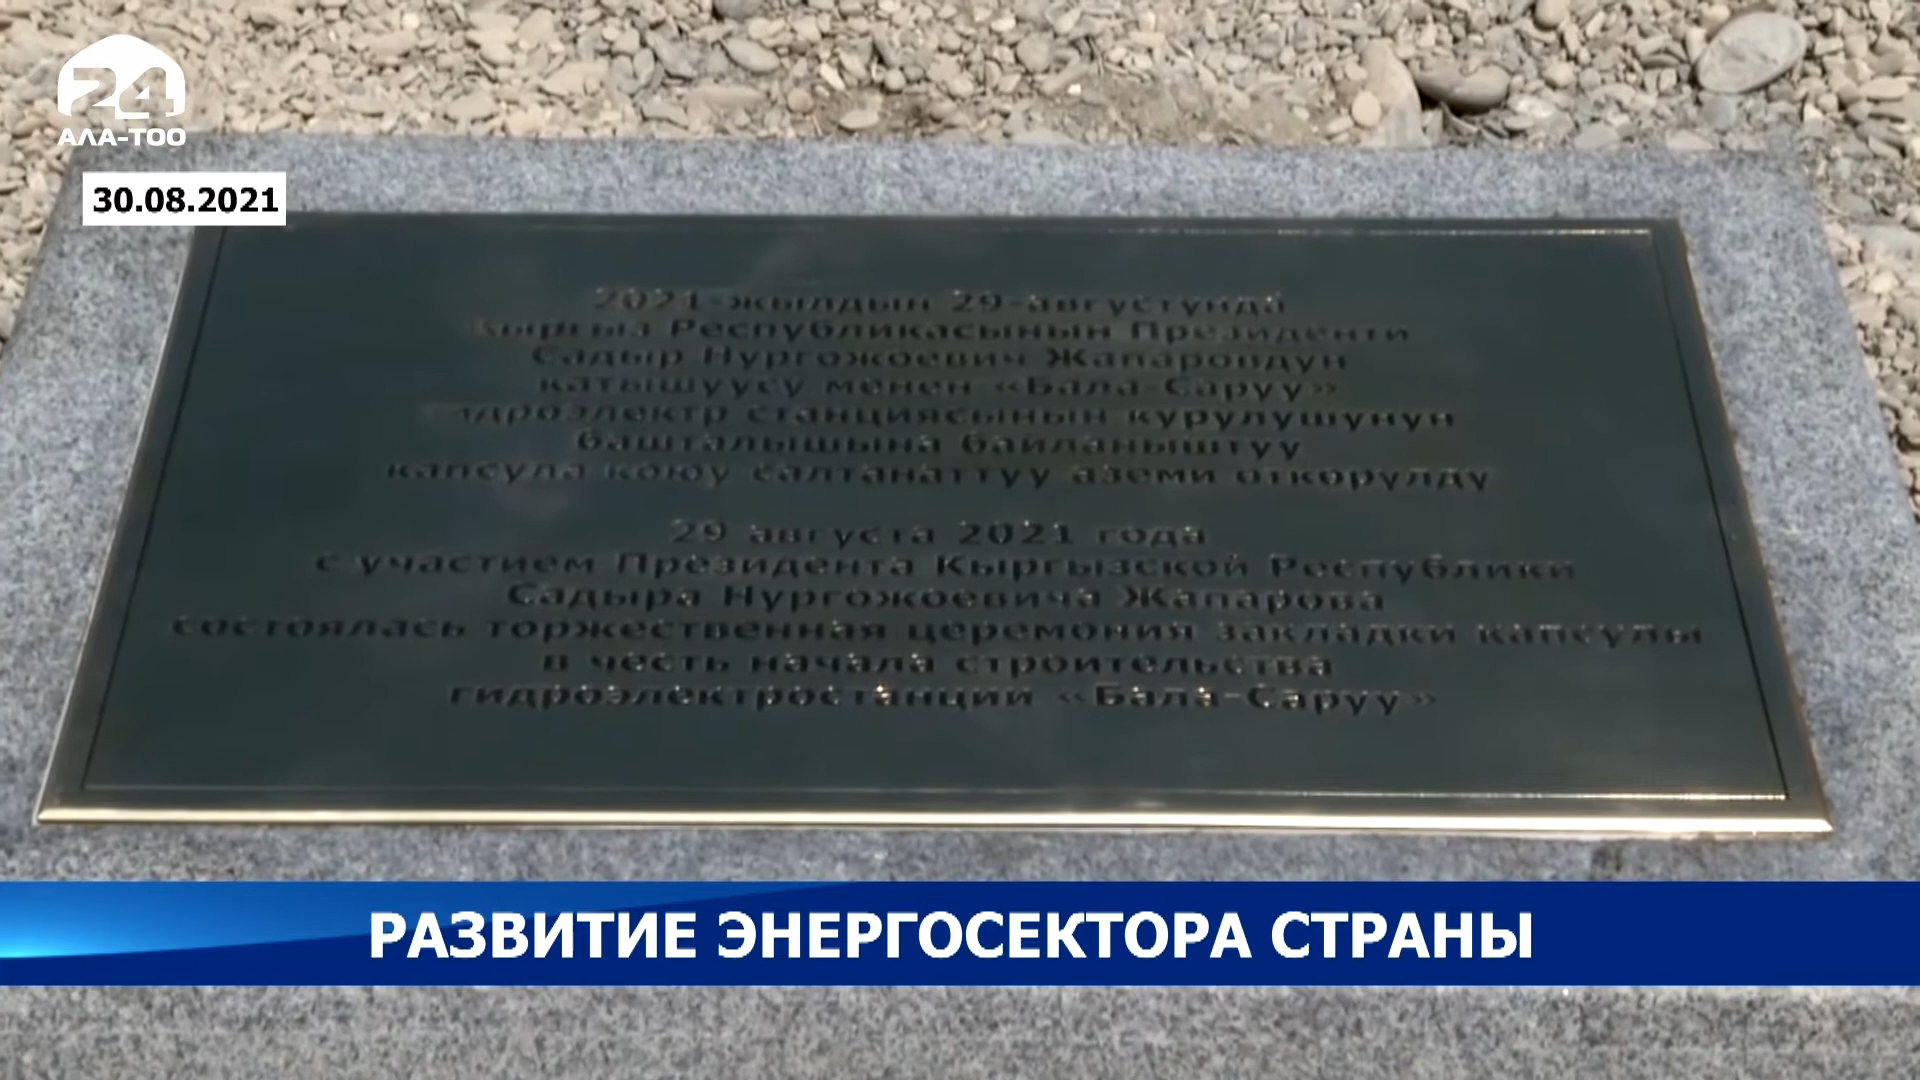 24
АЛА-ТОО
30.08.2021
2021-жылдын 29-августунда
Кыргыз Республикасынын Президенти
Садыр Нургожоевич Жапаровдун
катышуусу менен «Бала-Саруу»
гидроэлектр станциясынын курулушунун
башталышына байланыштуу
капсула коюу салтанаттуу аземи өткөрүлдү
29 августа 2021 года
с участием Президента Кыргызской Республики
Садыра Нургожоевича Жапарова
состоялась торжественная церемония закладки капсулы
в честь начала строительства
гидроэлектростанции «Бала-Саруу»
РАЗВИТИЕ ЭНЕРГОСЕКТОРА СТРАНЫ